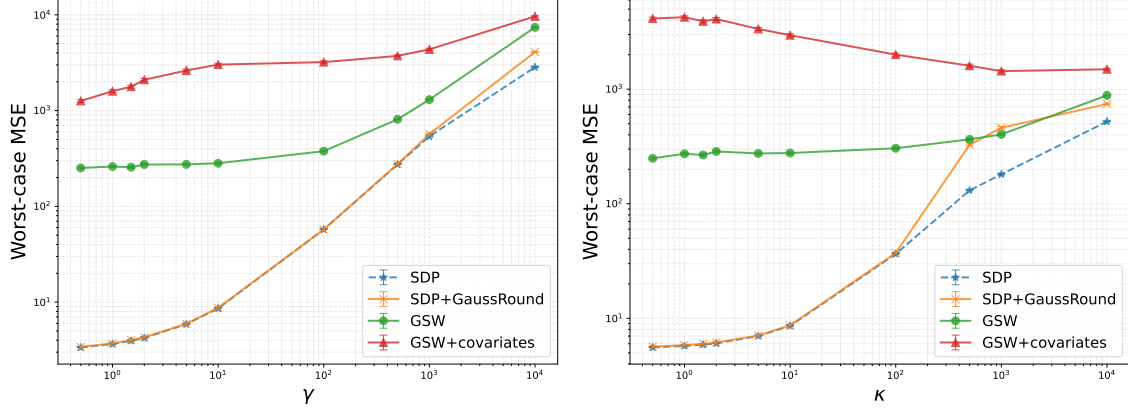 Worst-case MSE
10⁴
10³
10²
10¹
10⁰
10¹
10²
10³
10⁴
γ
SDP
SDP+GaussRound
GSW
GSW+covariates
Worst-case MSE
10³
10²
10¹
10⁰
10¹
10²
10³
10⁴
κ
SDP
SDP+GaussRound
GSW
GSW+covariates